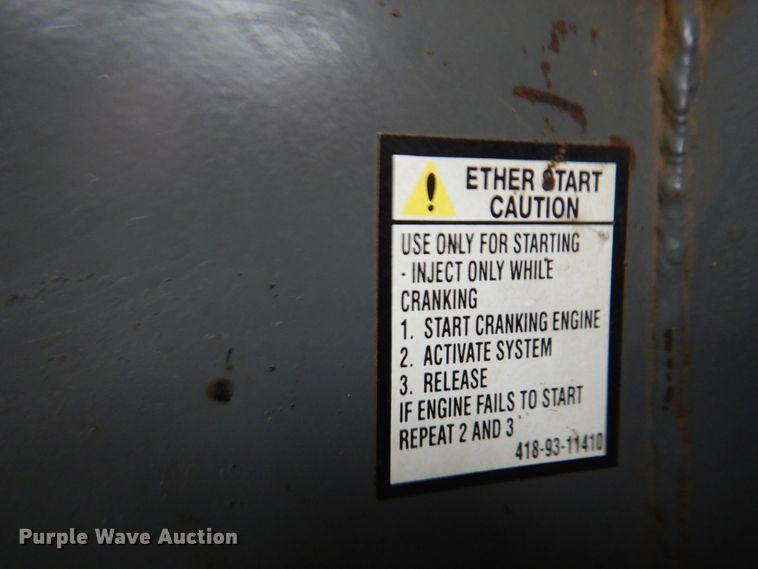 ETHER START
CAUTION
USE ONLY FOR STARTING
- INJECT ONLY WHILE
CRANKING
1. START CRANKING ENGINE
2. ACTIVATE SYSTEM
3. RELEASE
IF ENGINE FAILS TO START
REPEAT 2 AND 3
418-93-11410
Purple Wave Auction